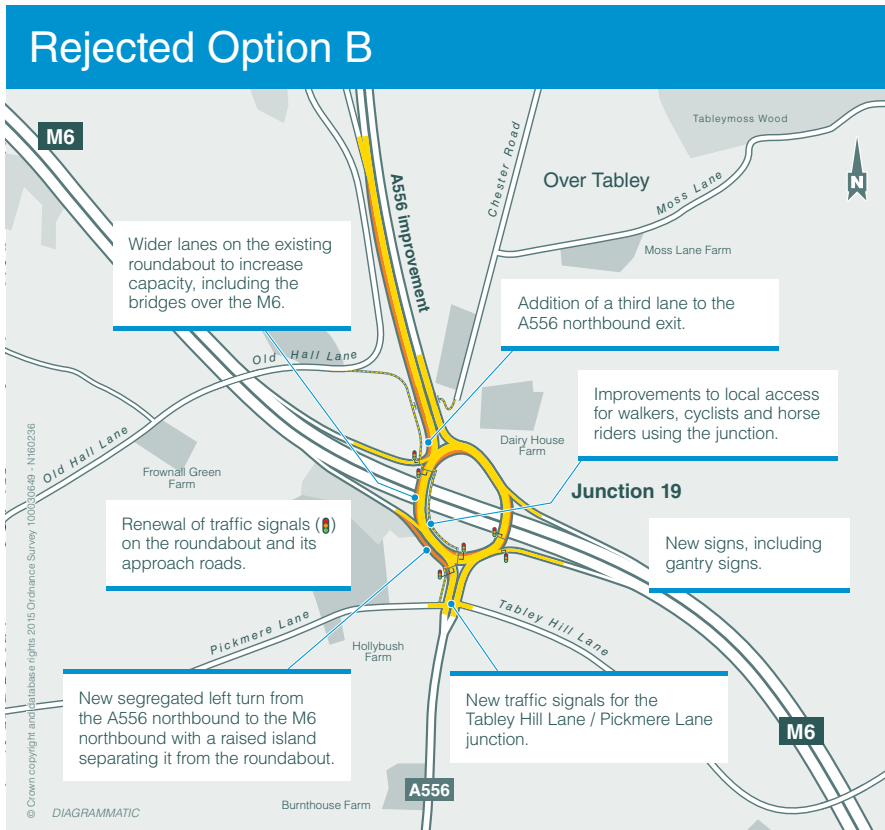 Rejected Option B
M6
Tableymoss Wood
Chester Road
Over Tabley
N
A556 improvement
Moss Lane
Moss Lane Farm
Wider lanes on the existing
roundabout to increase
capacity, including the
bridges over the M6.
Addition of a third lane to the
A556 northbound exit.
Old Hall Lane
Improvements to local access
for walkers, cyclists and horse
riders using the junction.
Old Hall Lane
Dairy House
Farm
Frownall Green
Farm
Junction 19
Renewal of traffic signals ( )
on the roundabout and its
approach roads.
New signs, including
gantry signs.
Pickmere Lane
Tabley Hill Lane
Hollybush
Farm
New segregated left turn from
the A556 northbound to the M6
northbound with a raised island
separating it from the roundabout.
New traffic signals for the
Tabley Hill Lane / Pickmere Lane
junction.
M6
A556
Burnthouse Farm
DIAGRAMMATIC
© Crown copyright and database rights 2015 Ordnance Survey 100030649 - N160236